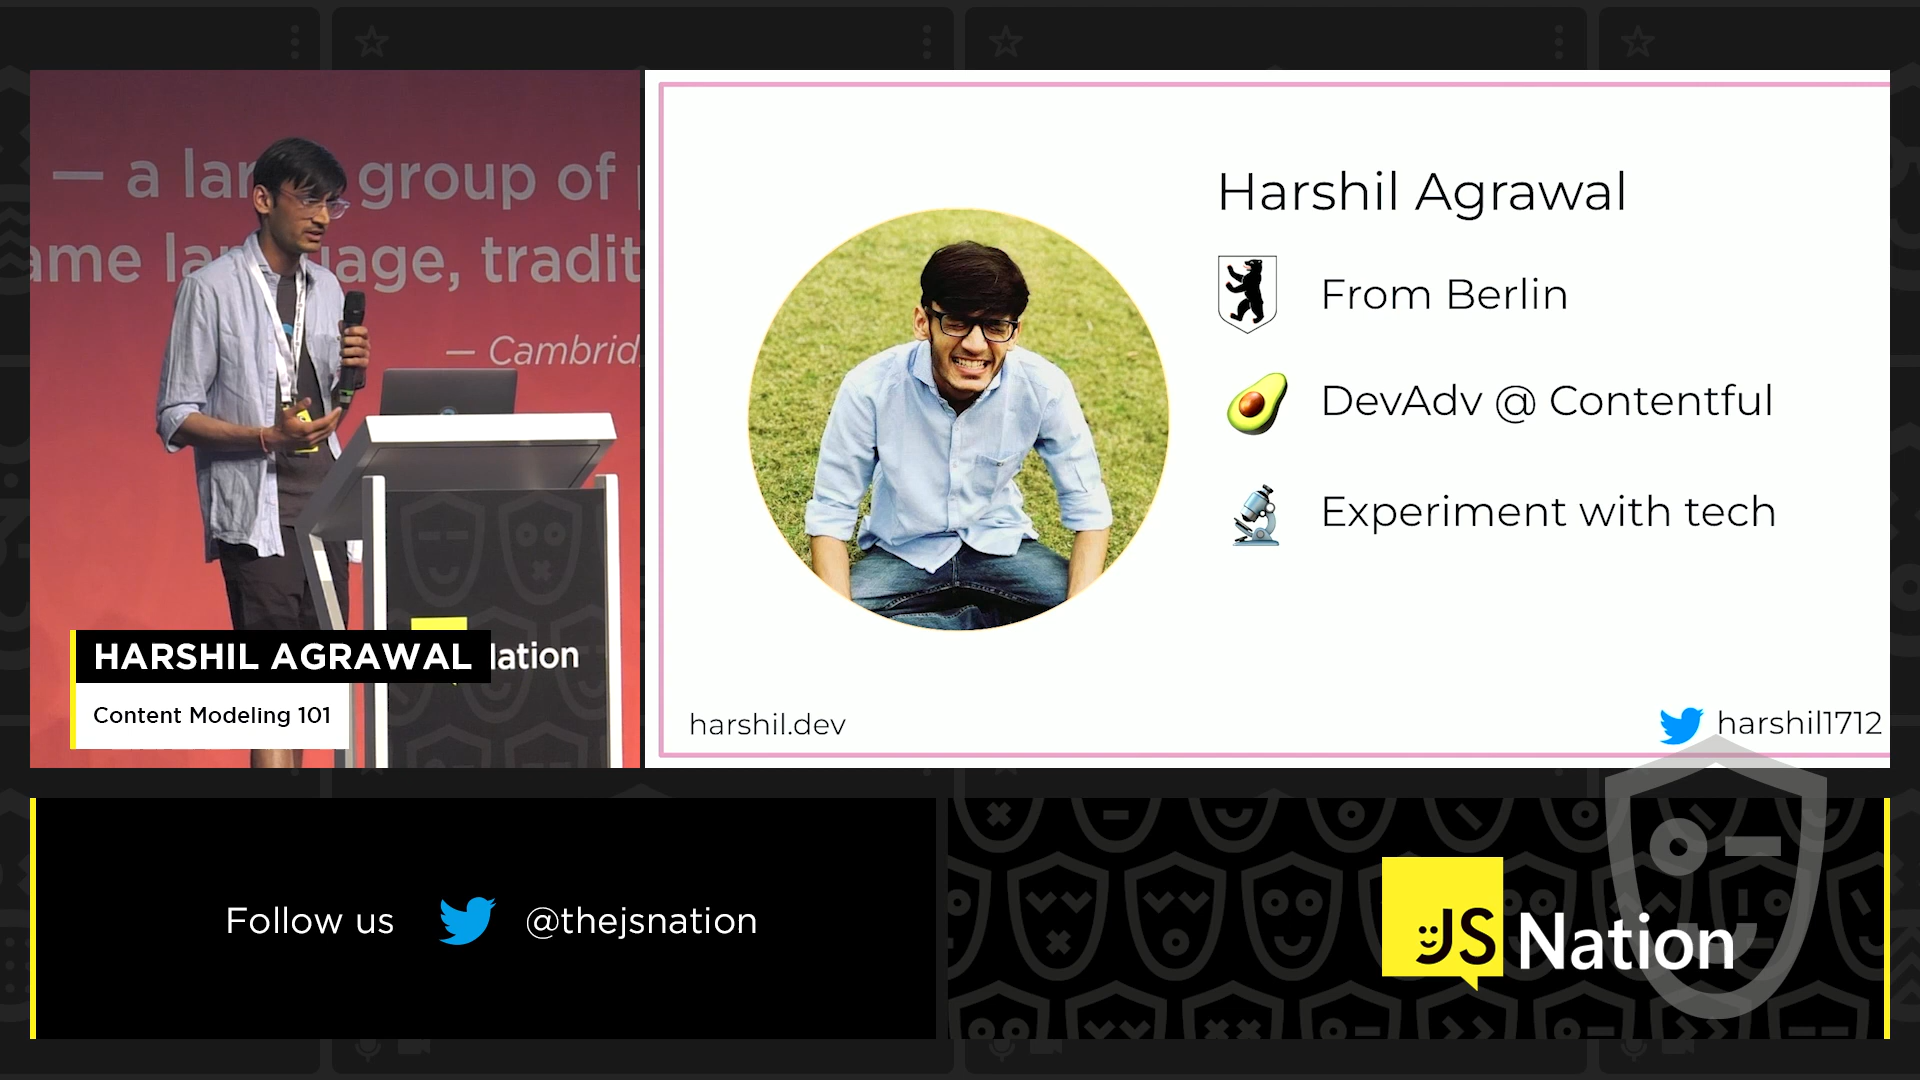 — a lar group of
ame la age, tradit
— Cambrid
lation
HARSHIL AGRAWAL
Content Modeling 101
Harshil Agrawal
From Berlin
DevAdv @ Contentful
Experiment with tech
harshil.dev
harshil1712
Follow us @thejsnation
JS Nation